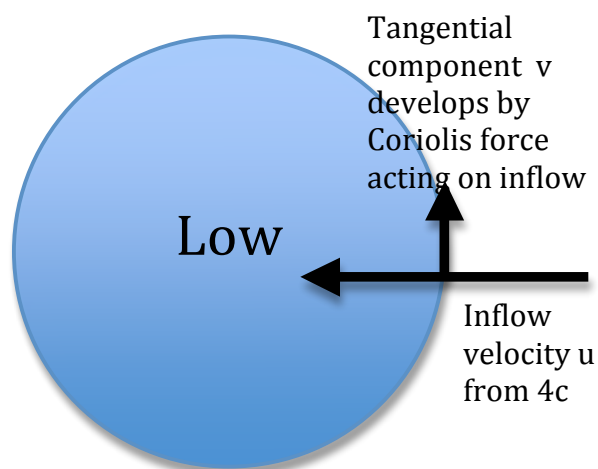 Tangential
component v
develops by
Coriolis force
acting on inflow
Low
Inflow
velocity u
from 4c